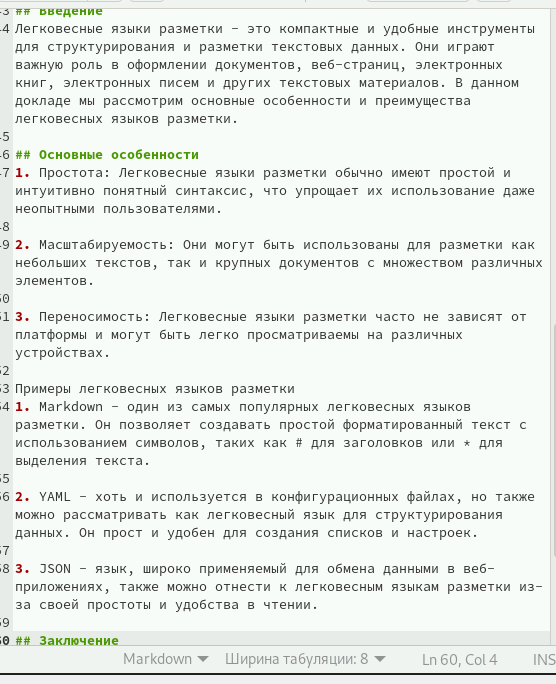 43 ## Введение
44 Легковесные языки разметки - это компактные и удобные инструменты
для структурирования и разметки текстовых данных. Они играют
важную роль в оформлении документов, веб-страниц, электронных
книг, электронных писем и других текстовых материалов. В данном
докладе мы рассмотрим основные особенности и преимущества
легковесных языков разметки.
45
46 ## Основные особенности
47 1. Простота: Легковесные языки разметки обычно имеют простой и
интуитивно понятный синтаксис, что упрощает их использование даже
неопытными пользователями.
48
49 2. Масштабируемость: Они могут быть использованы для разметки как
небольших текстов, так и крупных документов с множеством различных
элементов.
50
51 3. Переносимость: Легковесные языки разметки часто не зависят от
платформы и могут быть легко просматриваемы на различных
устройствах.
52
53 Примеры легковесных языков разметки
54 1. Markdown - один из самых популярных легковесных языков
разметки. Он позволяет создавать простой форматированный текст с
использованием символов, таких как # для заголовков или * для
выделения текста.
55
56 2. YAML - хоть и используется в конфигурационных файлах, но также
можно рассматривать как легковесный язык для структурирования
данных. Он прост и удобен для создания списков и настроек.
57
58 3. JSON - язык, широко применяемый для обмена данными в веб-
приложениях, также можно отнести к легковесным языкам разметки из-
за своей простоты и удобства в чтении.
59
60 ## Заключение
Markdown Ширина табуляции: 8 Ln 60, Col 4 INS